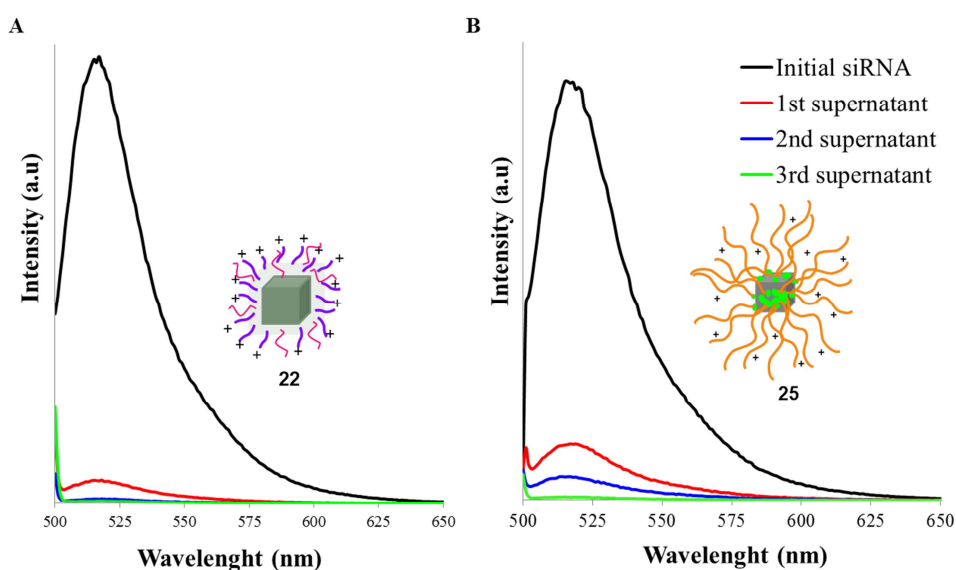 A
Intensity (a.u)
+ + + + + + + + + + + + +
22
500 525 550 575 600 625 650
Wavelenght (nm)
B
Initial siRNA
1st supernatant
2nd supernatant
3rd supernatant
Intensity (a.u)
+ + + + + + + + + + +
25
500 525 550 575 600 625 650
Wavelenght (nm)